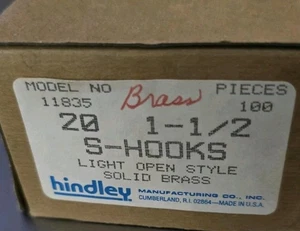 MODEL NO Brass PIECES
11835 100
20 1-1/2
S-HOOKS
LIGHT OPEN STYLE
SOLID BRASS
hindley MANUFACTURING CO., INC.
CUMBERLAND, R.I. 02864—MADE IN U.S.A.